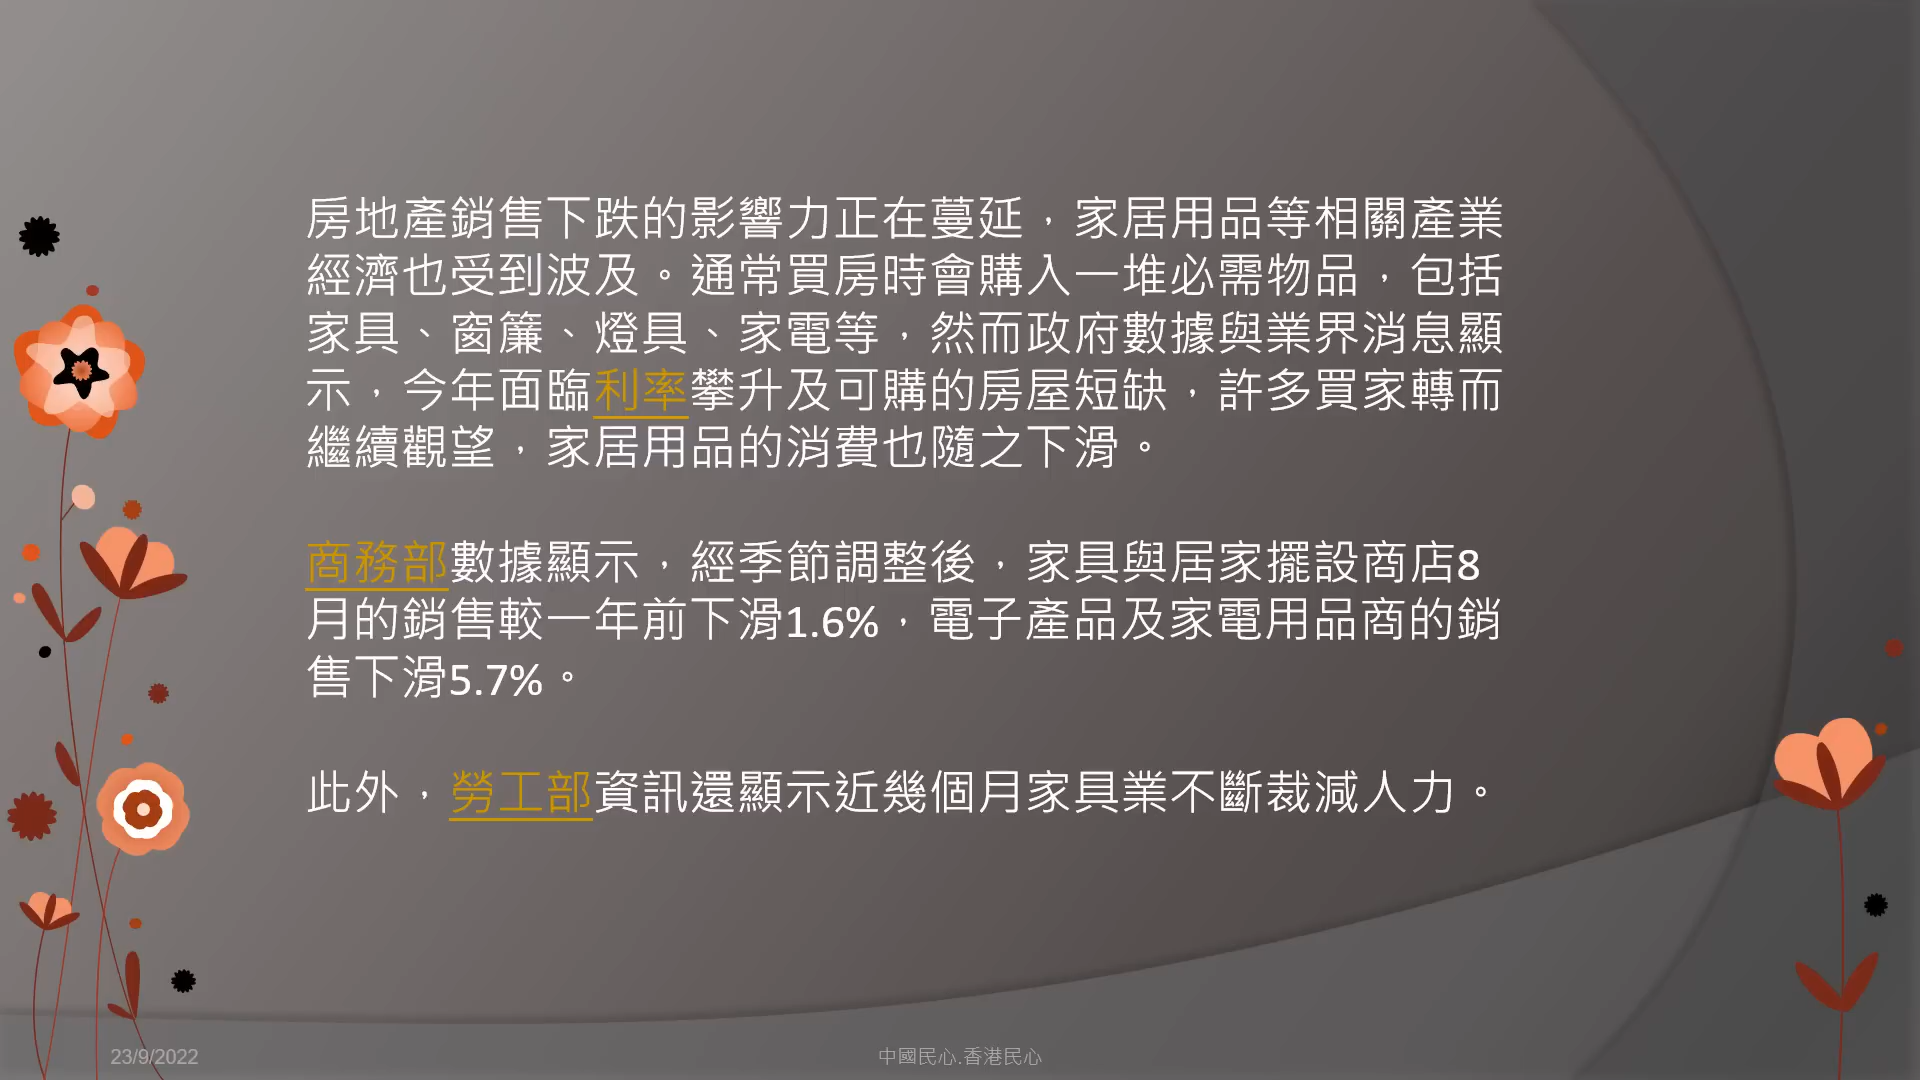 房地產銷售下跌的影響力正在蔓延，家居用品等相關產業
經濟也受到波及。通常買房時會購入一堆必需物品，包括
家具、窗簾、燈具、家電等，然而政府數據與業界消息顯
示，今年面臨利率攀升及可購的房屋短缺，許多買家轉而
繼續觀望，家居用品的消費也隨之下滑。
商務部數據顯示，經季節調整後，家具與居家擺設商店8
月的銷售較一年前下滑1.6%，電子產品及家電用品商的銷
售下滑5.7%。
此外，勞工部資訊還顯示近幾個月家具業不斷裁減人力。
23/9/2022
中國民心.香港民心